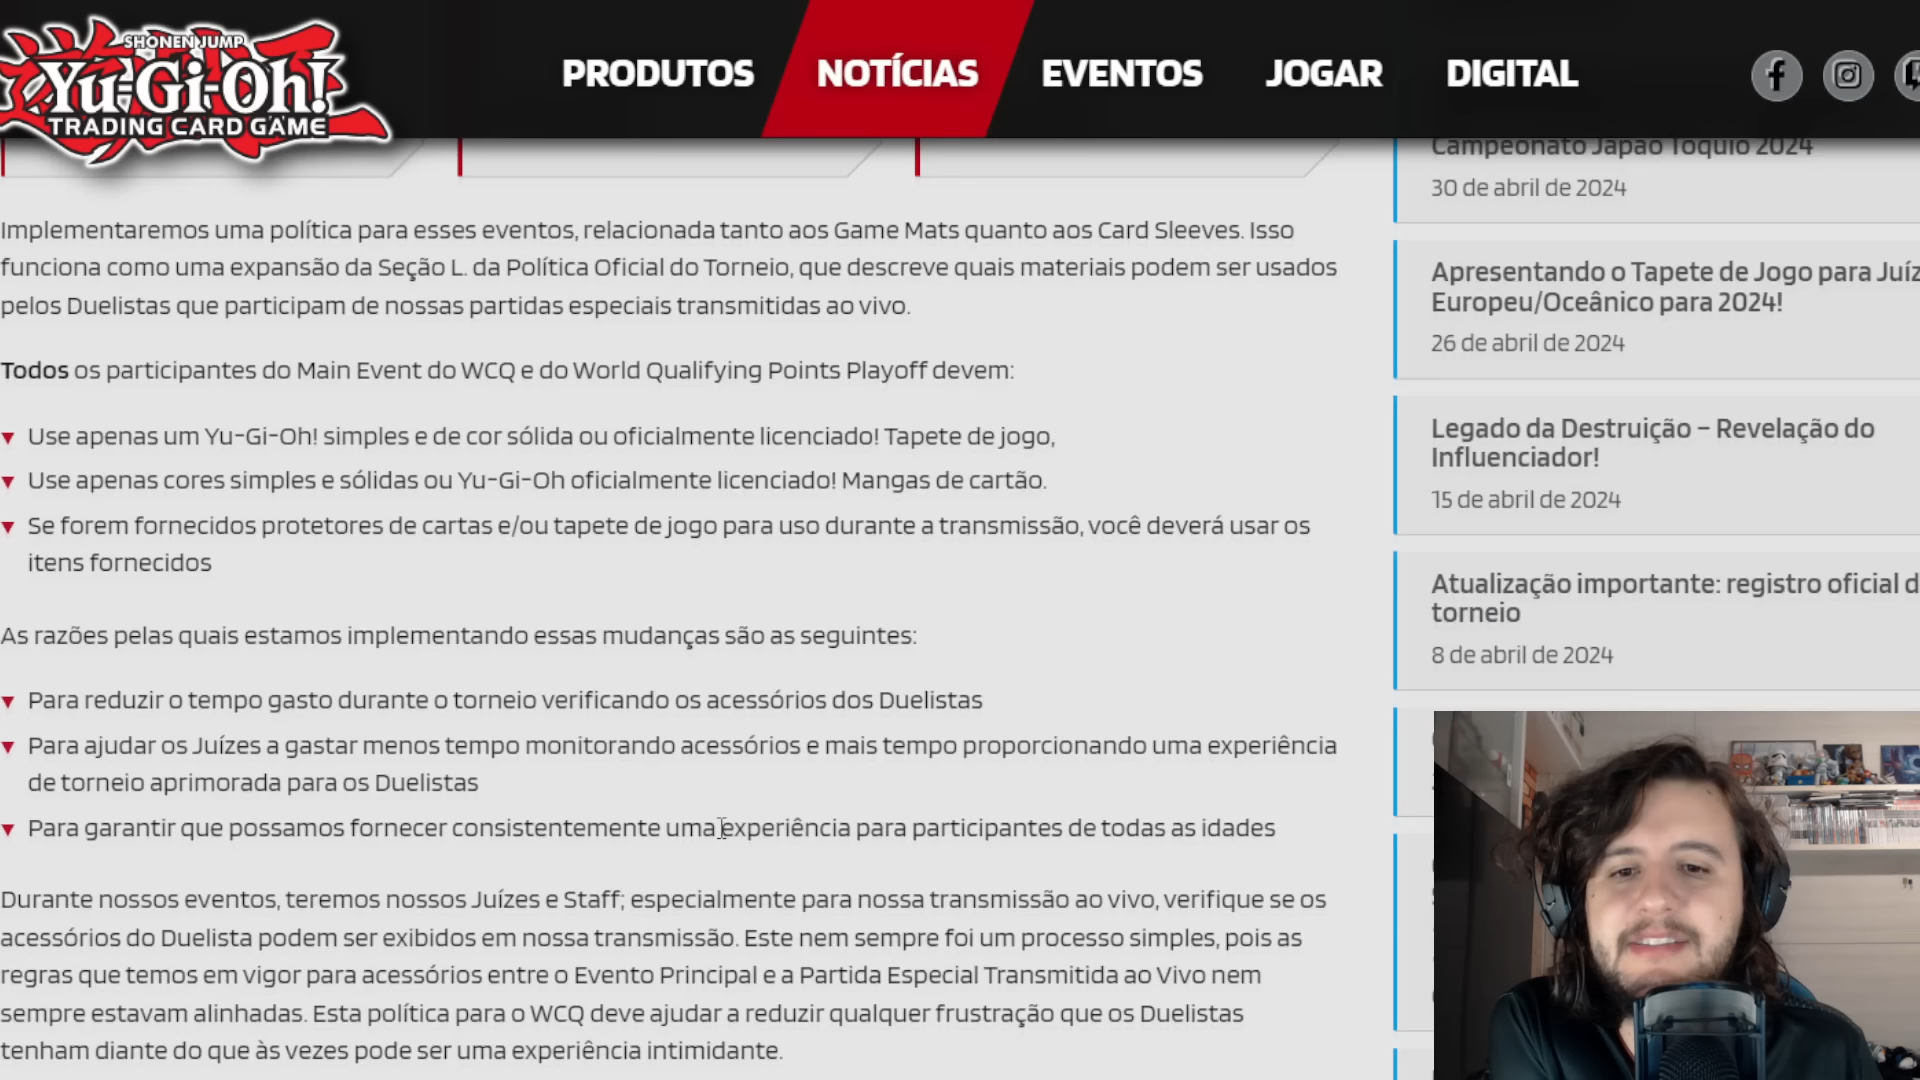 SHONEN JUMP
Yu-Gi-Oh!
TRADING CARD GAME
PRODUTOS
NOTÍCIAS
EVENTOS
JOGAR
DIGITAL
Implementaremos uma política para esses eventos, relacionada tanto aos Game Mats quanto aos Card Sleeves. Isso
funciona como uma expansão da Seção L. da Política Oficial do Torneio, que descreve quais materiais podem ser usados
pelos Duelistas que participam de nossas partidas especiais transmitidas ao vivo.
Todos os participantes do Main Event do WCQ e do World Qualifying Points Playoff devem:
Use apenas um Yu-Gi-Oh! simples e de cor sólida ou oficialmente licenciado! Tapete de jogo,
Use apenas cores simples e sólidas ou Yu-Gi-Oh oficialmente licenciado! Mangas de cartão.
Se forem fornecidos protetores de cartas e/ou tapete de jogo para uso durante a transmissão, você deverá usar os
itens fornecidos
As razões pelas quais estamos implementando essas mudanças são as seguintes:
Para reduzir o tempo gasto durante o torneio verificando os acessórios dos Duelistas
Para ajudar os Juízes a gastar menos tempo monitorando acessórios e mais tempo proporcionando uma experiência
de torneio aprimorada para os Duelistas
Para garantir que possamos fornecer consistentemente uma experiência para participantes de todas as idades
Durante nossos eventos, teremos nossos Juízes e Staff; especialmente para nossa transmissão ao vivo, verifique se os
acessórios do Duelista podem ser exibidos em nossa transmissão. Este nem sempre foi um processo simples, pois as
regras que temos em vigor para acessórios entre o Evento Principal e a Partida Especial Transmitida ao Vivo nem
sempre estavam alinhadas. Esta política para o WCQ deve ajudar a reduzir qualquer frustração que os Duelistas
tenham diante do que às vezes pode ser uma experiência intimidante.
Campeonato Japão Tóquio 2024
30 de abril de 2024
Apresentando o Tapete de Jogo para Juíz
Europeu/Oceânico para 2024!
26 de abril de 2024
Legado da Destruição – Revelação do
Influenciador!
15 de abril de 2024
Atualização importante: registro oficial d
torneio
8 de abril de 2024